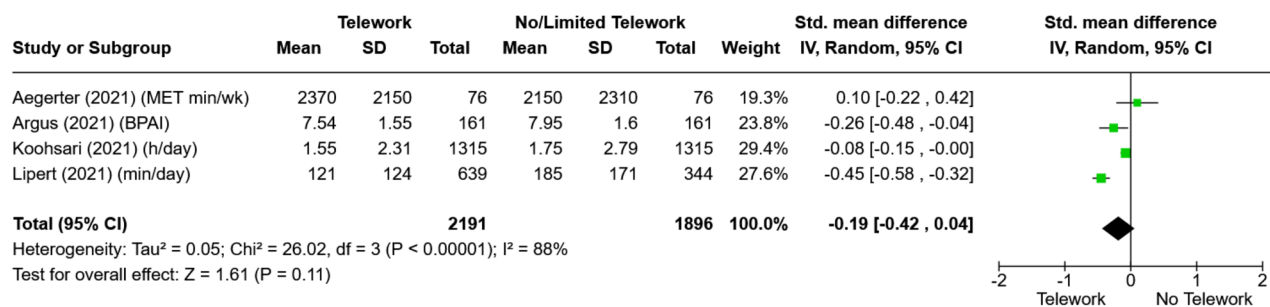 Telework No/Limited Telework Std. mean difference Std. mean difference
Study or Subgroup Mean SD Total Mean SD Total Weight IV, Random, 95% CI IV, Random, 95% CI
Aegerter (2021) (MET min/wk) 2370 2150 76 2150 2310 76 19.3% 0.10 [-0.22 , 0.42]
Argus (2021) (BPAI) 7.54 1.55 161 7.95 1.6 161 23.8% -0.26 [-0.48 , -0.04]
Koohsari (2021) (h/day) 1.55 2.31 1315 1.75 2.79 1315 29.4% -0.08 [-0.15 , -0.00]
Lipert (2021) (min/day) 121 124 639 185 171 344 27.6% -0.45 [-0.58 , -0.32]
Total (95% CI) 2191 1896 100.0% -0.19 [-0.42 , 0.04]
Heterogeneity: Tau² = 0.05; Chi² = 26.02, df = 3 (P < 0.00001); I² = 88%
Test for overall effect: Z = 1.61 (P = 0.11)
-2 -1 0 1 2
Telework No Telework